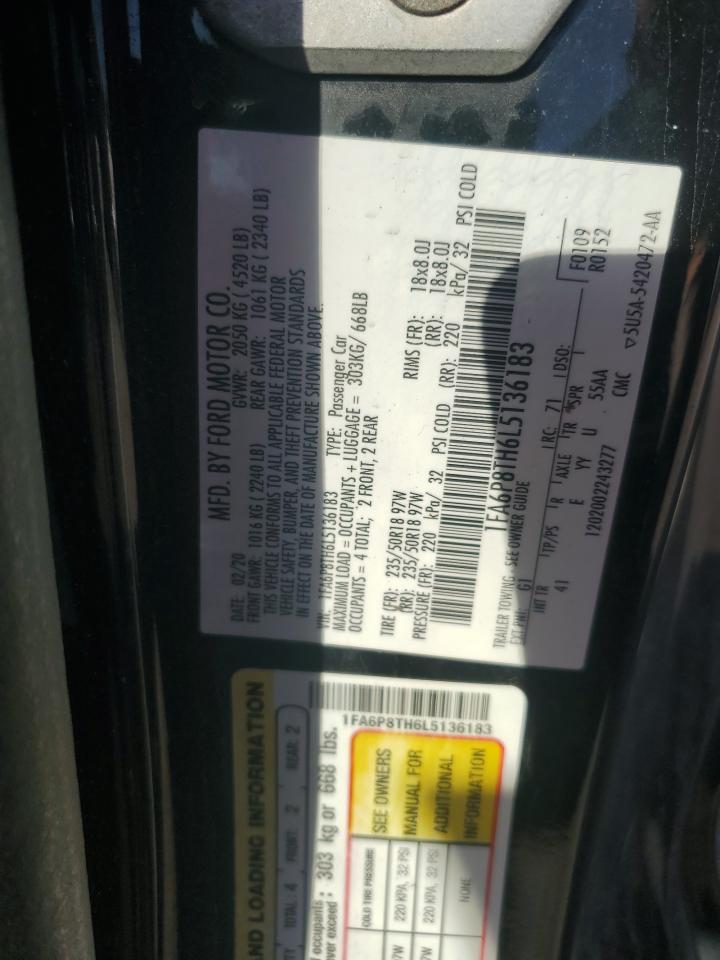 MFD. BY FORD MOTOR CO.
DATE: 02/20 GVWR: 2050 KG ( 4520 LB)
FRONT GAWR: 1016 KG ( 2240 LB) REAR GAWR: 1061 KG ( 2340 LB)
THIS VEHICLE CONFORMS TO ALL APPLICABLE FEDERAL MOTOR
VEHICLE SAFETY, BUMPER, AND THEFT PREVENTION STANDARDS
IN EFFECT ON THE DATE OF MANUFACTURE SHOWN ABOVE.
VIN: 1FA6P8TH6L5136183 TYPE: Passenger Car
MAXIMUM LOAD = OCCUPANTS + LUGGAGE = 303KG/ 668LB
OCCUPANTS = 4 TOTAL; 2 FRONT, 2 REAR
TIRE (FR): 235/50R18 97W RIMS (FR): 18x8.0J
(RR): 235/50R18 97W (RR): 18x8.0J
PRESSURE (FR): 220 kPa/ 32 PSI COLD (RR): 220 kPa/ 32 PSI COLD
1FA6P8TH6L5136183
TRAILER TOWING - SEE OWNER GUIDE
EXT PNT: G1 RC: 71 DSO: F0109
INT TR TP/PS R AXLE TR SPR R0152
41 E YY U 55AA
1202002243277 CMC ▽5U5A-5420472-AA
AND LOADING INFORMATION
TOTAL: 4 FRONT: 2 REAR: 2
occupants
ever exceed : 303 kg or 668 lbs.
1FA6P8TH6L5136183
COLD TIRE PRESSURE
220 KPA, 32 PSI
220 KPA, 32 PSI
NONE
SEE OWNERS
MANUAL FOR
ADDITIONAL
INFORMATION